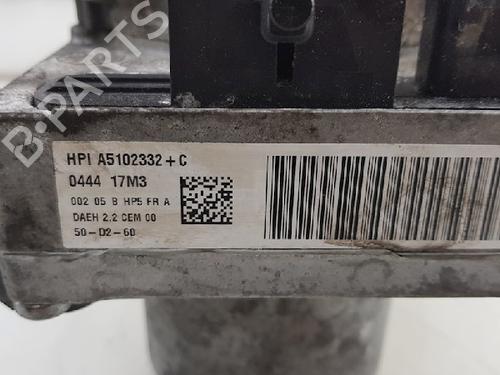 B-PARTS
HPI A5102332+C
0444 17M3
002 05 B HP5 FR A
DAEH 2.2 CEM 00
50-D2-60